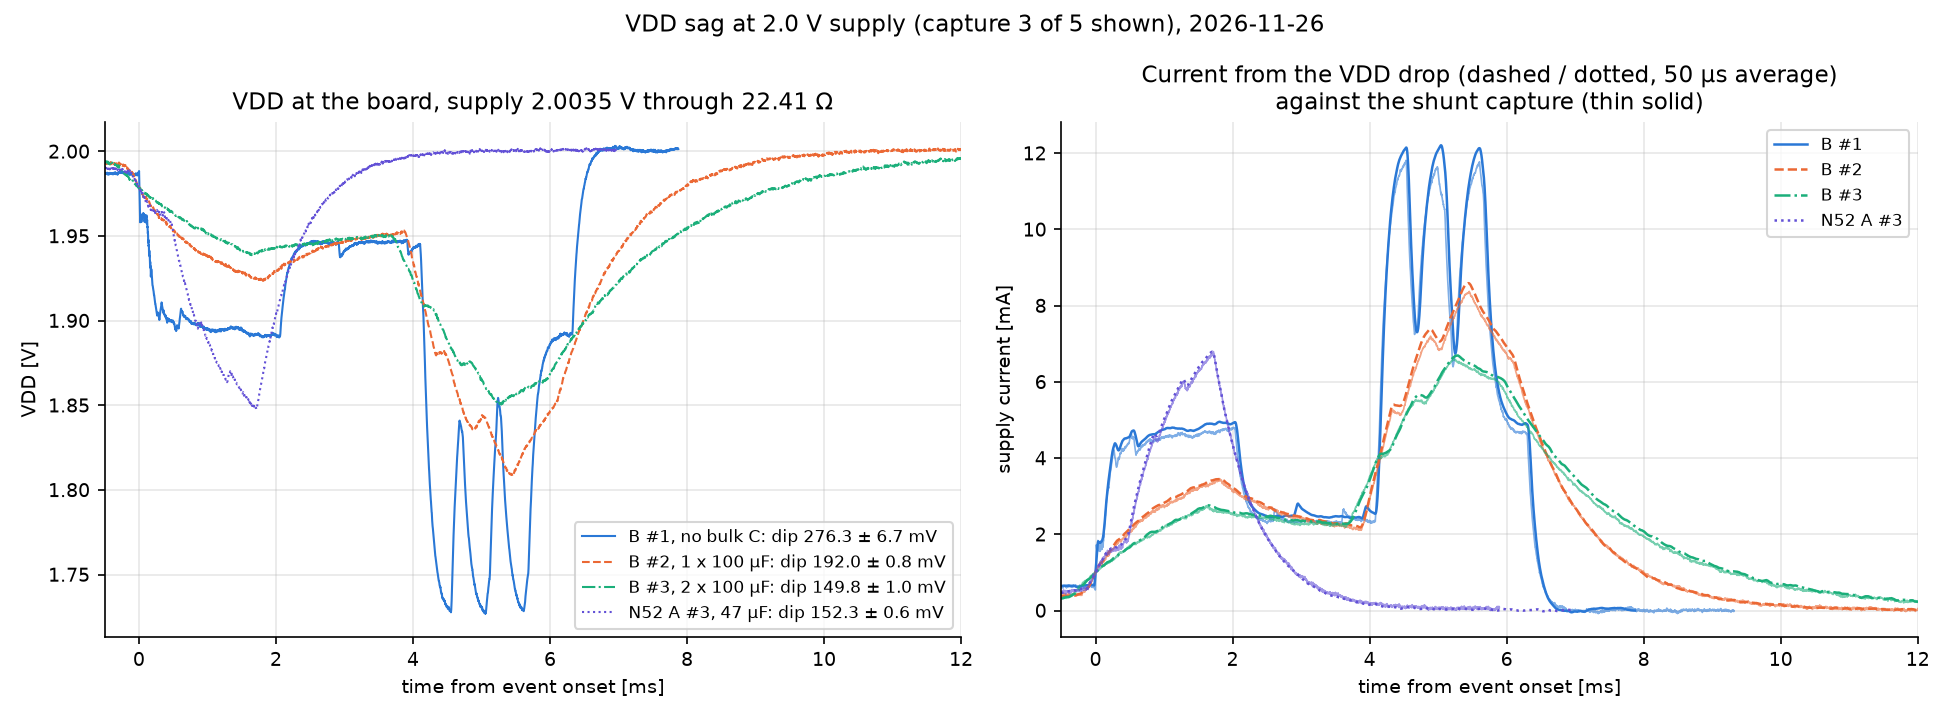 VDD sag at 2.0 V supply (capture 3 of 5 shown), 2026-11-26
VDD at the board, supply 2.0035 V through 22.41 Ω
VDD [V]
2.00
1.95
1.90
1.85
1.80
1.75
0 2 4 6 8 10 12
time from event onset [ms]
B #1, no bulk C: dip 276.3 ± 6.7 mV
B #2, 1 x 100 µF: dip 192.0 ± 0.8 mV
B #3, 2 x 100 µF: dip 149.8 ± 1.0 mV
N52 A #3, 47 µF: dip 152.3 ± 0.6 mV
Current from the VDD drop (dashed / dotted, 50 µs average)
against the shunt capture (thin solid)
supply current [mA]
12
10
8
6
4
2
0
0 2 4 6 8 10 12
time from event onset [ms]
B #1
B #2
B #3
N52 A #3